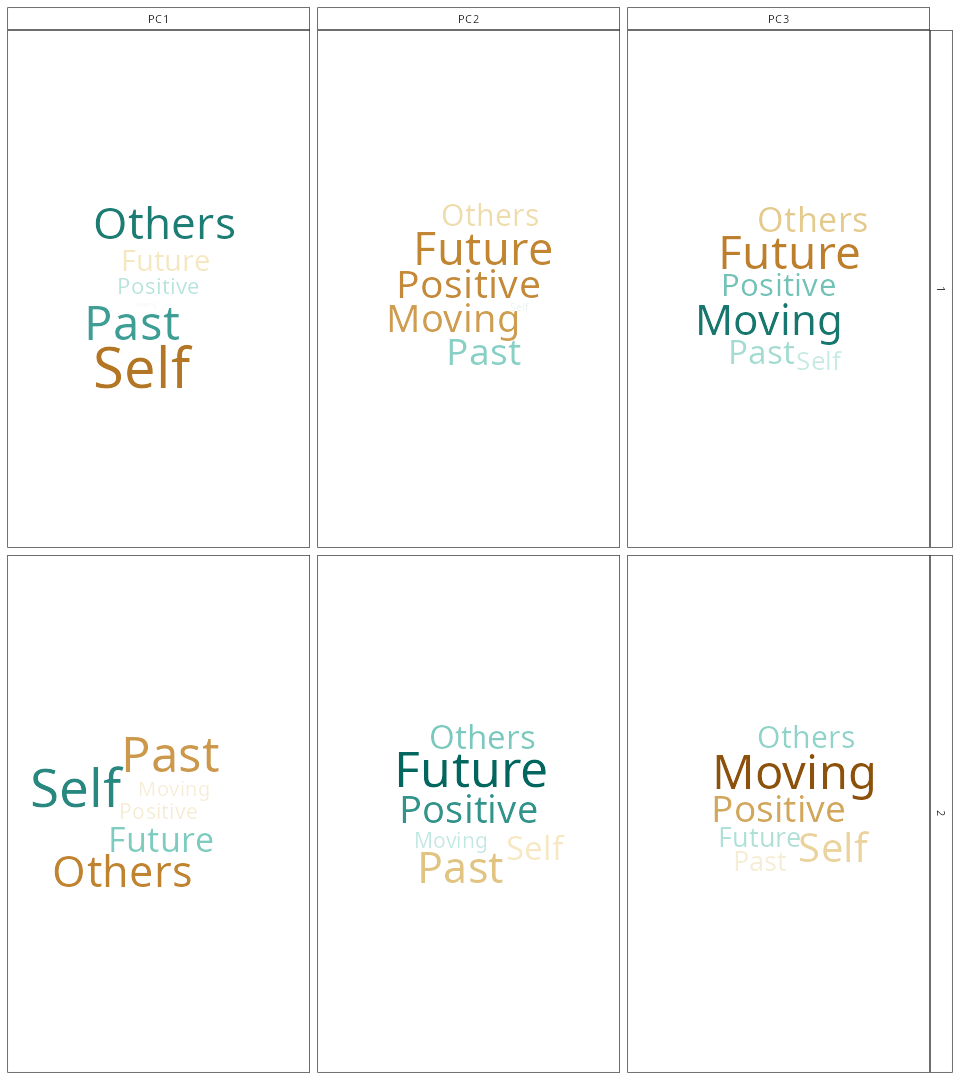 PC1 PC2 PC3
Others
Future
Positive
Past
Self
Others
Future
Positive
Moving
Past
Others
Future
Positive
Moving
Past Self
1
Past
Self
Moving
Positive
Future
Others
Others
Future
Positive
Moving Self
Past
Others
Moving
Positive
Future
Self
Past
2